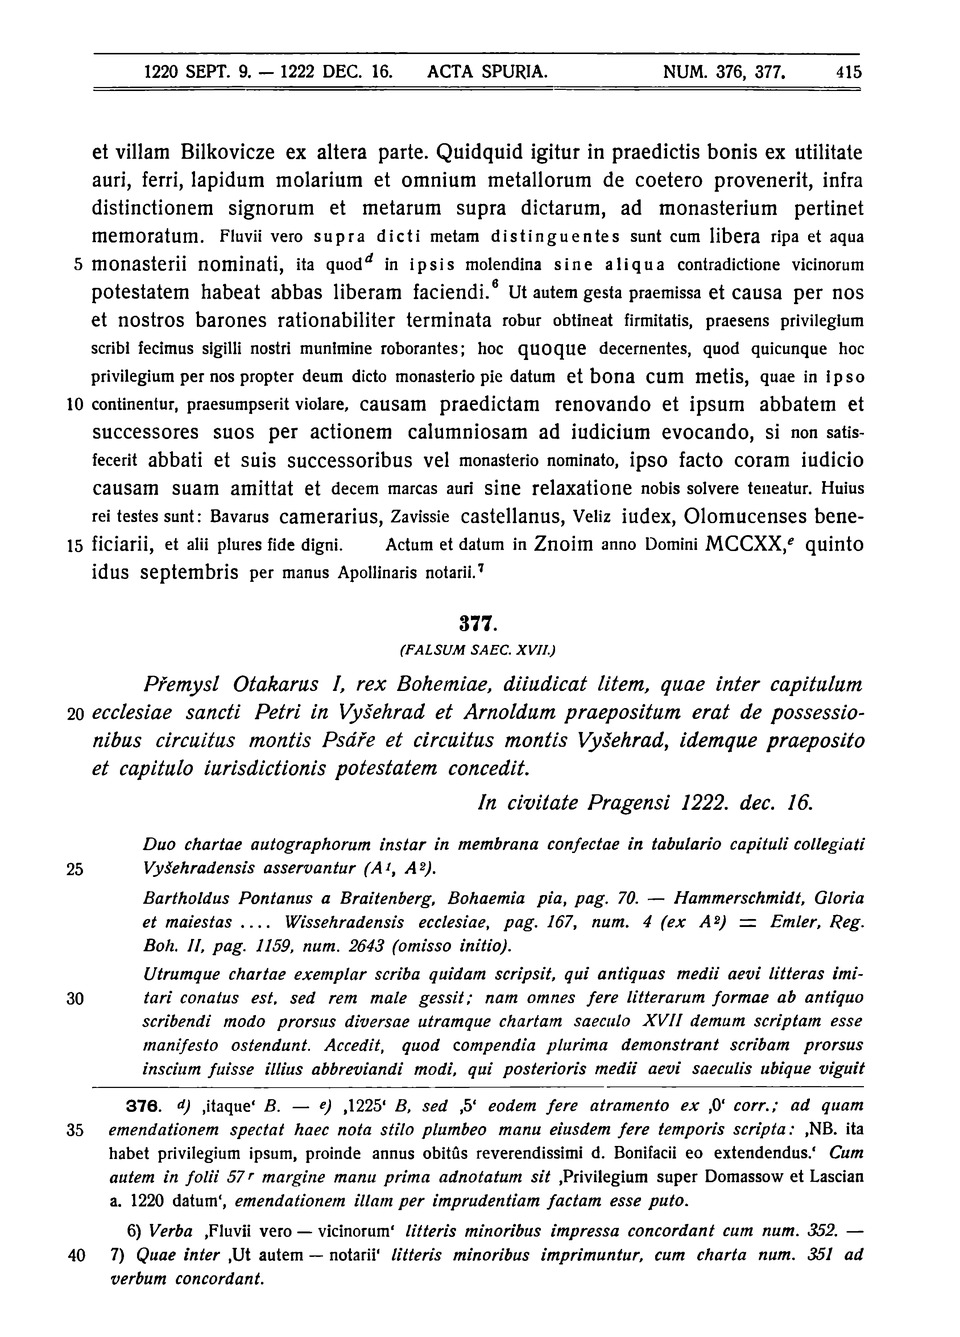 1220 SEPT. 9. — 1222 DEC. 16. ACTA SPURIA. NUM. 376, 377. 415
et villam Bilkovicze ex altera parte. Quidquid igitur in praedictis bonis ex utilitate
auri, ferri, lapidum molarium et omnium metallorum de coetero provenerit, infra
distinctionem signorum et metarum supra dictarum, ad monasterium pertinet
memoratum. Fluvii vero supra dicti metam distinguentes sunt cum libera ripa et aqua
5 monasterii nominati, ita quod^d in ipsis molendina sine aliqua contradictione vicinorum
potestatem habeat abbas liberam faciendi.⁶ Ut autem gesta praemissa et causa per nos
et nostros barones rationabiliter terminata robur obtineat firmitatis, praesens privilegium
scribi fecimus sigilli nostri munimine roborantes; hoc quoque decernentes, quod quicunque hoc
privilegium per nos propter deum dicto monasterio pie datum et bona cum metis, quae in ipso
10 continentur, praesumpserit violare, causam praedictam renovando et ipsum abbatem et
successores suos per actionem calumniosam ad iudicium evocando, si non satis-
fecerit abbati et suis successoribus vel monasterio nominato, ipso facto coram iudicio
causam suam amittat et decem marcas auri sine relaxatione nobis solvere teneatur. Huius
rei testes sunt: Bavarus camerarius, Zavissie castellanus, Veliz iudex, Olomucenses bene-
15 ficiarii, et alii plures fide digni. Actum et datum in Znoim anno Domini MCCXX,^e quinto
idus septembris per manus Apollinaris notarii.⁷
377.
(FALSUM SAEC. XVII.)
Přemysl Otakarus I, rex Bohemiae, diiudicat litem, quae inter capitulum
20 ecclesiae sancti Petri in Vyšehrad et Arnoldum praepositum erat de possessio-
nibus circuitus montis Psáře et circuitus montis Vyšehrad, idemque praeposito
et capitulo iurisdictionis potestatem concedit.
In civitate Pragensi 1222. dec. 16.
Duo chartae autographorum instar in membrana confectae in tabulario capituli collegiati
25 Vyšehradensis asservantur (A¹, A²).
Bartholdus Pontanus a Braitenberg, Bohaemia pia, pag. 70. — Hammerschmidt, Gloria
et maiestas .... Wissehradensis ecclesiae, pag. 167, num. 4 (ex A²) = Emler, Reg.
Boh. II, pag. 1159, num. 2643 (omisso initio).
Utrumque chartae exemplar scriba quidam scripsit, qui antiquas medii aevi litteras imi-
30 tari conatus est, sed rem male gessit; nam omnes fere litterarum formae ab antiquo
scribendi modo prorsus diversae utramque chartam saeculo XVII demum scriptam esse
manifesto ostendunt. Accedit, quod compendia plurima demonstrant scribam prorsus
inscium fuisse illius abbreviandi modi, qui posterioris medii aevi saeculis ubique viguit
376. d) ‚itaque‘ B. — e) ‚1225‘ B, sed ‚5‘ eodem fere atramento ex ‚0‘ corr.; ad quam
35 emendationem spectat haec nota stilo plumbeo manu eiusdem fere temporis scripta: ‚NB. ita
habet privilegium ipsum, proinde annus obitûs reverendissimi d. Bonifacii eo extendendus.‘ Cum
autem in folii 57^r margine manu prima adnotatum sit ‚Privilegium super Domassow et Lascian
a. 1220 datum‘, emendationem illam per imprudentiam factam esse puto.
6) Verba ‚Fluvii vero — vicinorum‘ litteris minoribus impressa concordant cum num. 352. —
40 7) Quae inter ‚Ut autem — notarii‘ litteris minoribus imprimuntur, cum charta num. 351 ad
verbum concordant.